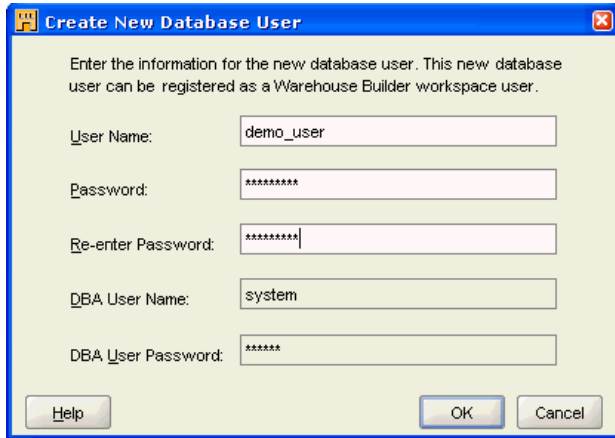 Create New Database User
Enter the information for the new database user. This new database
user can be registered as a Warehouse Builder workspace user.
User Name: demo_user
Password: *********
Re-enter Password: *********
DBA User Name: system
DBA User Password: ******
Help OK Cancel